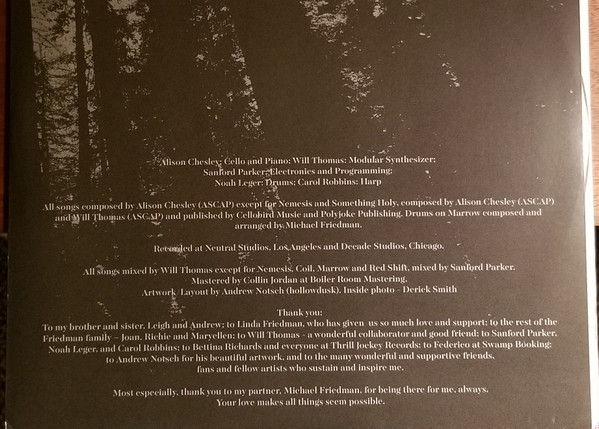 Alison Chesley: Cello and Piano; Will Thomas: Modular Synthesizer;
Sanford Parker: Electronics and Programming;
Noah Leger: Drums; Carol Robbins: Harp
All songs composed by Alison Chesley (ASCAP) except for Nemesis and Something Holy, composed by Alison Chesley (ASCAP)
and Will Thomas (ASCAP) and published by Cellobird Music and Polyjoke Publishing. Drums on Marrow composed and
arranged by Michael Friedman.
Recorded at Neutral Studios, Los Angeles and Decade Studios, Chicago.
All songs mixed by Will Thomas except for Nemesis, Coil, Marrow and Red Shift, mixed by Sanford Parker.
Mastered by Collin Jordan at Boiler Room Mastering.
Artwork/Layout by Andrew Notsch (hollowdusk). Inside photo - Derick Smith
Thank you:
To my brother and sister, Leigh and Andrew; to Linda Friedman, who has given us so much love and support; to the rest of the
Friedman family – Joan, Richie and Maryellen; to Will Thomas - a wonderful collaborator and good friend; to Sanford Parker,
Noah Leger, and Carol Robbins; to Bettina Richards and everyone at Thrill Jockey Records; to Federico at Swamp Booking;
to Andrew Notsch for his beautiful artwork, and to the many wonderful and supportive friends,
fans and fellow artists who sustain and inspire me.
Most especially, thank you to my partner, Michael Friedman, for being there for me, always.
Your love makes all things seem possible.